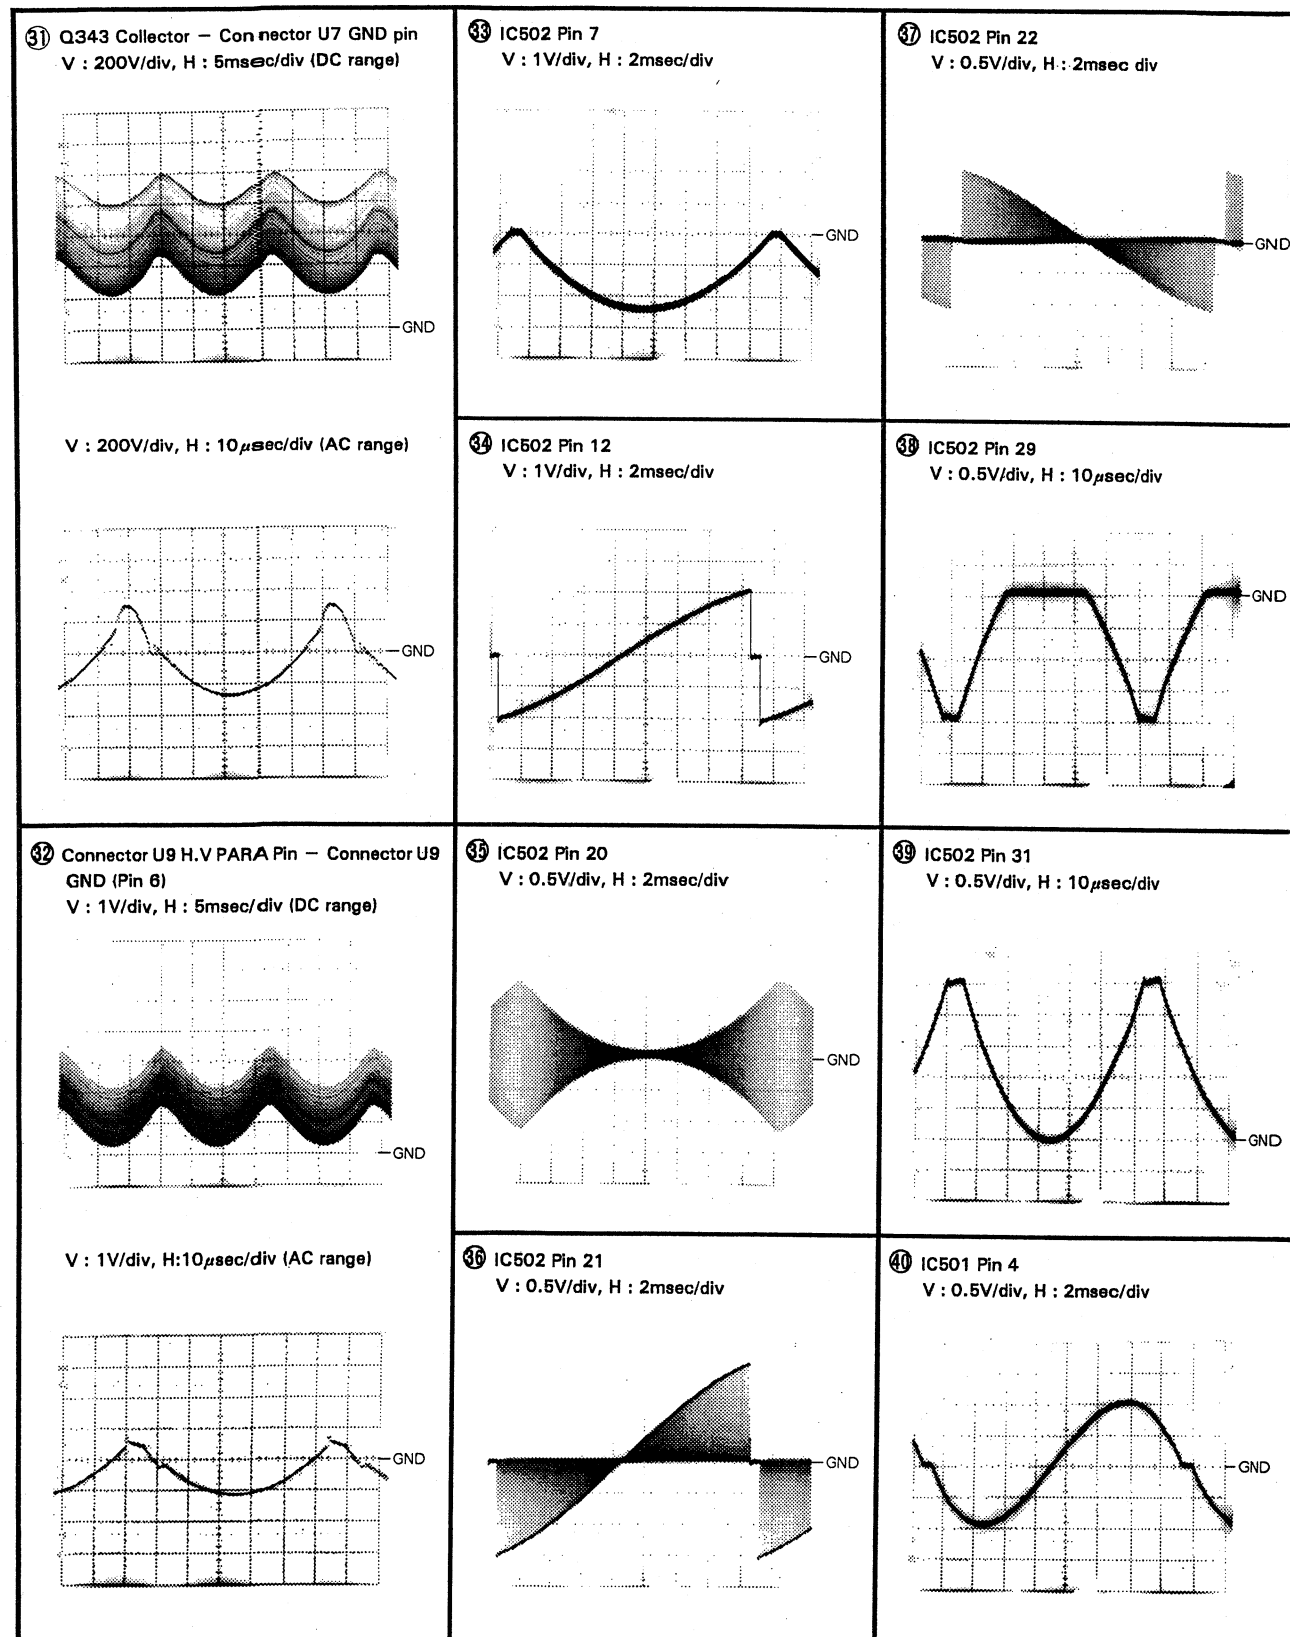 ㉛ Q343 Collector – Connector U7 GND pin
V : 200V/div, H : 5msec/div (DC range)
GND
V : 200V/div, H : 10μsec/div (AC range)
GND
㉜ Connector U9 H.V PARA Pin – Connector U9
GND (Pin 6)
V : 1V/div, H : 5msec/div (DC range)
GND
V : 1V/div, H:10μsec/div (AC range)
GND
㉝ IC502 Pin 7
V : 1V/div, H : 2msec/div
GND
㉞ IC502 Pin 12
V : 1V/div, H : 2msec/div
GND
㉟ IC502 Pin 20
V : 0.5V/div, H : 2msec/div
GND
㊱ IC502 Pin 21
V : 0.5V/div, H : 2msec/div
GND
㊲ IC502 Pin 22
V : 0.5V/div, H : 2msec div
GND
㊳ IC502 Pin 29
V : 0.5V/div, H : 10μsec/div
GND
㊴ IC502 Pin 31
V : 0.5V/div, H : 10μsec/div
GND
㊵ IC501 Pin 4
V : 0.5V/div, H : 2msec/div
GND